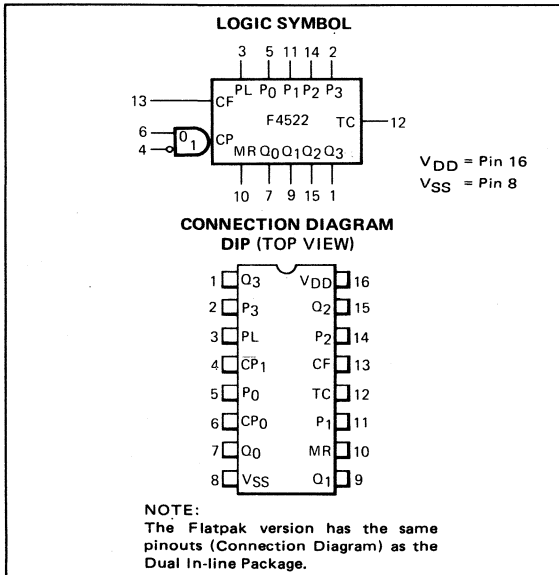 LOGIC SYMBOL
3 5 11 14 2
PL P0 P1 P2 P3
13 CF
F4522
TC 12
6 0
4 1 CP
MR Q0 Q1 Q2 Q3
10 7 9 15 1
VDD = Pin 16
VSS = Pin 8
CONNECTION DIAGRAM
DIP (TOP VIEW)
1 Q3 VDD 16
2 P3 Q2 15
3 PL P2 14
4 C̅P̅1 CF 13
5 P0 TC 12
6 CP0 P1 11
7 Q0 MR 10
8 VSS Q1 9
NOTE:
The Flatpak version has the same
pinouts (Connection Diagram) as the
Dual In-line Package.